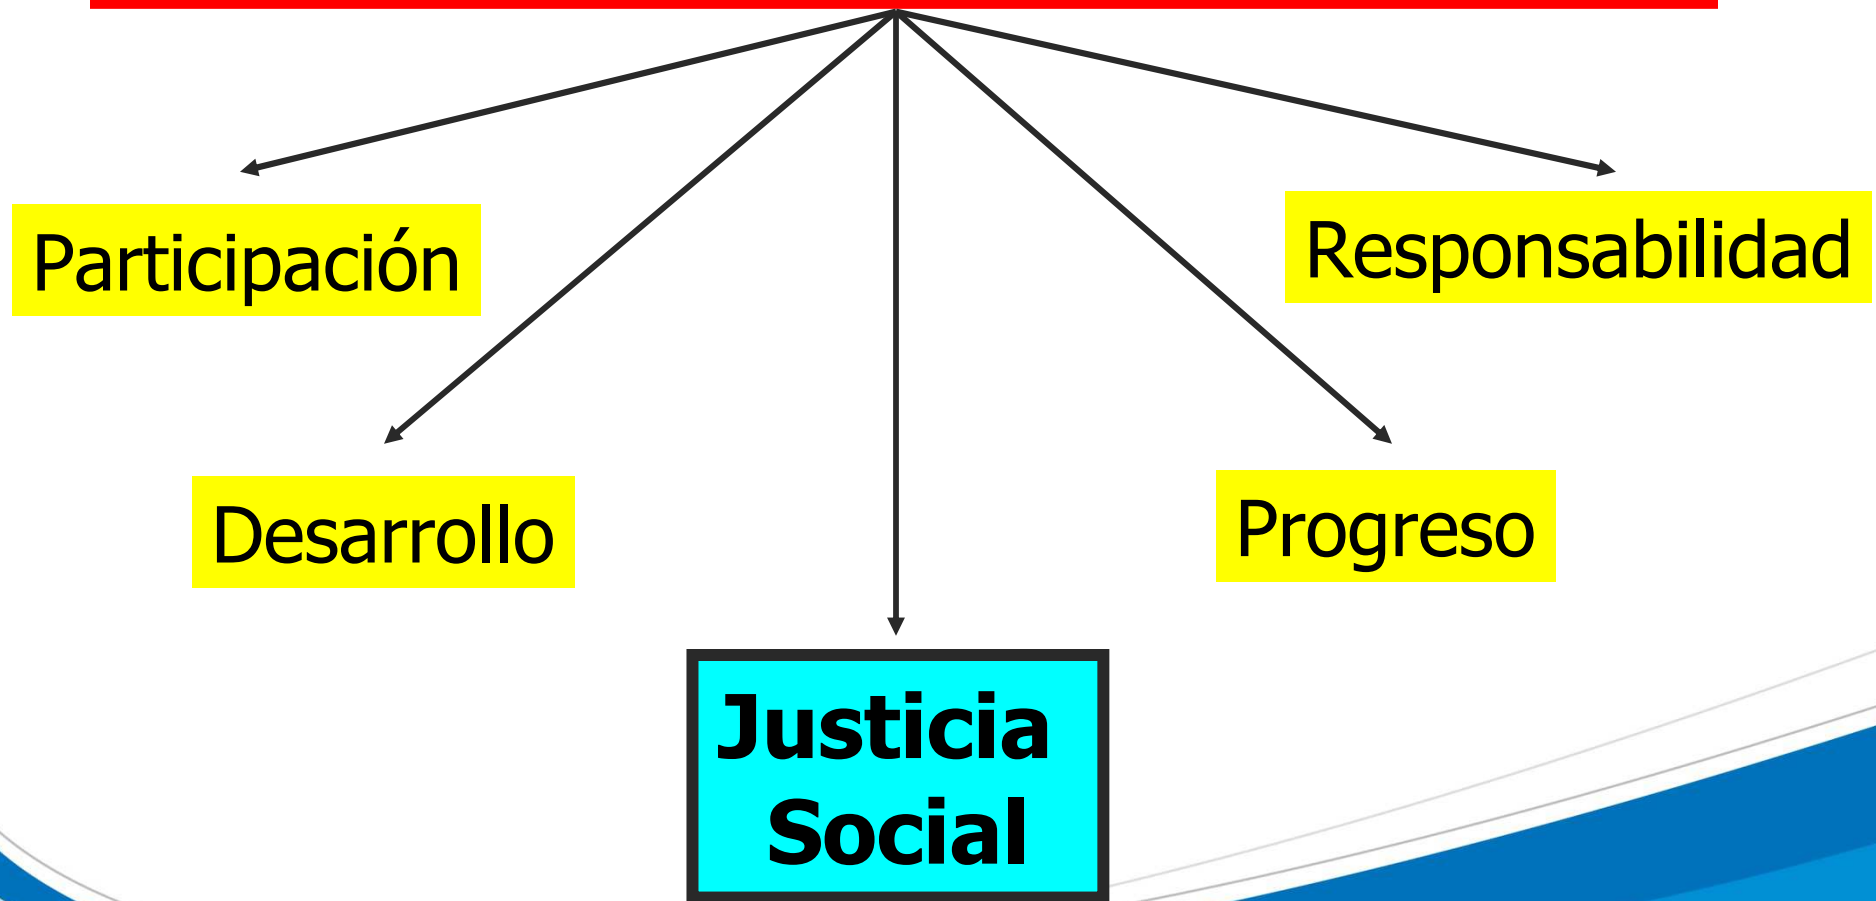 Participación
Responsabilidad
Desarrollo
Progreso
Justicia
Social